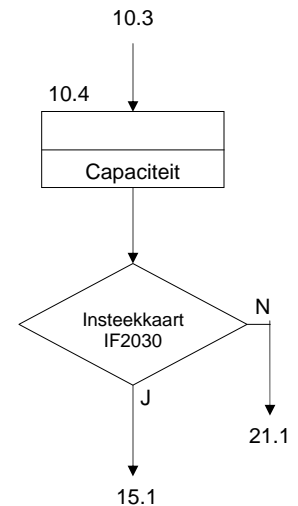 10.3
10.4
Capaciteit
Insteekkaart
IF2030
N
J
21.1
15.1